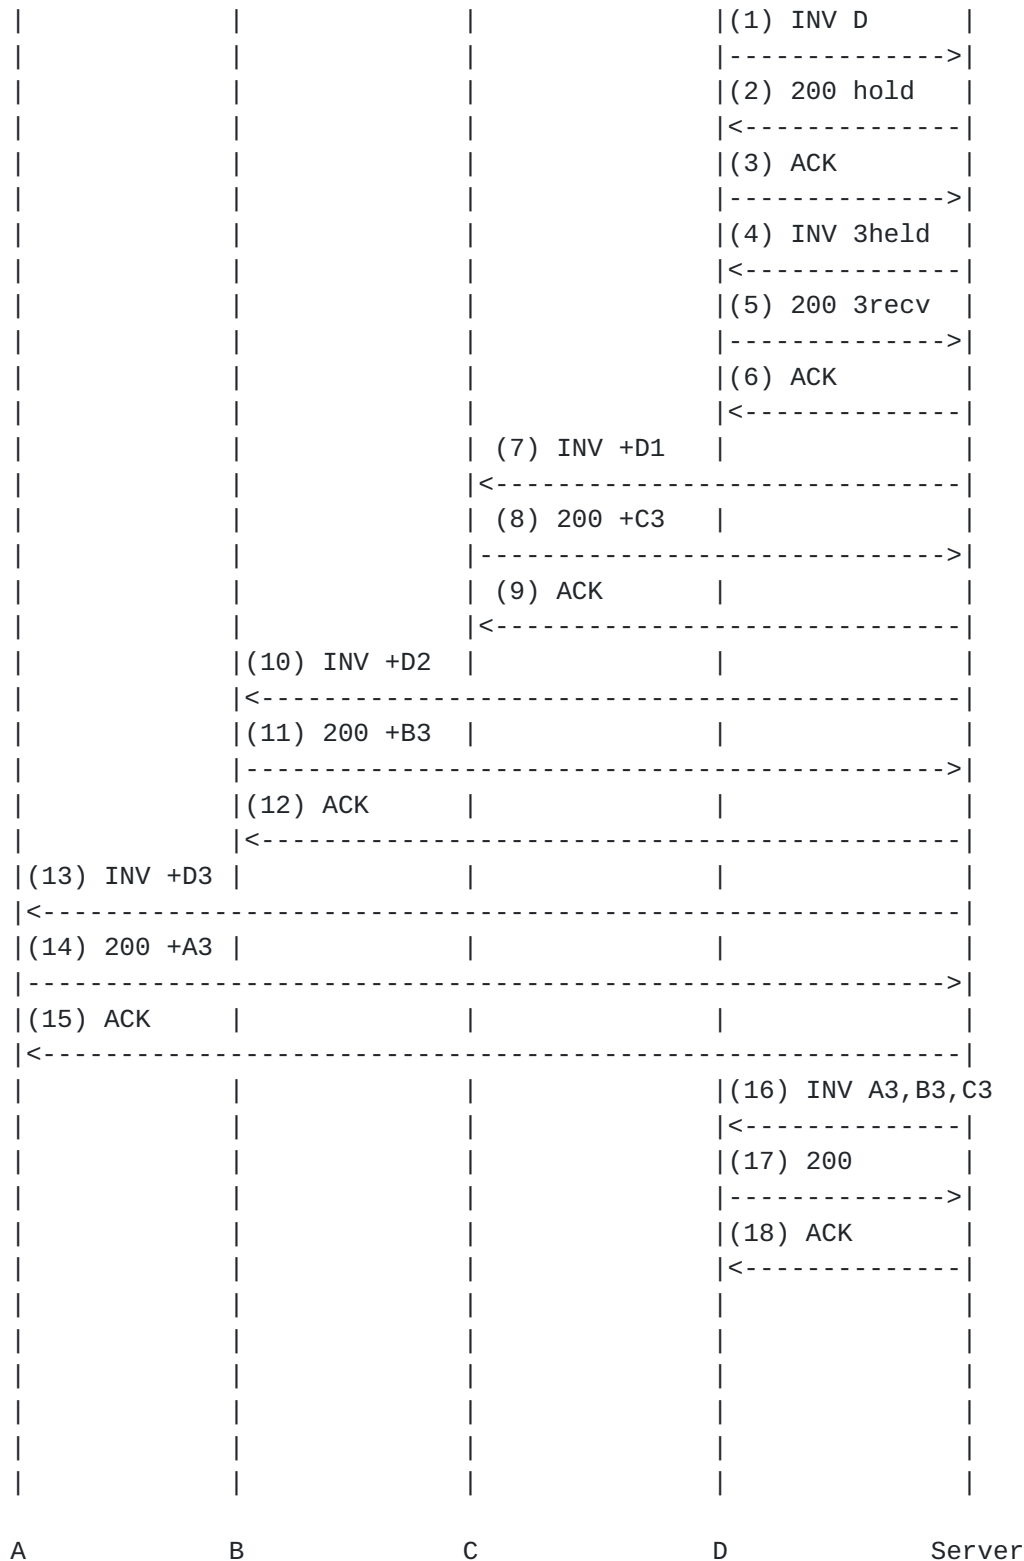 |             |              |               |(1) INV D      |
|             |              |               |-------------->|
|             |              |               |(2) 200 hold   |
|             |              |               |<--------------|
|             |              |               |(3) ACK        |
|             |              |               |-------------->|
|             |              |               |(4) INV 3held  |
|             |              |               |<--------------|
|             |              |               |(5) 200 3recv  |
|             |              |               |-------------->|
|             |              |               |(6) ACK        |
|             |              |               |<--------------|
|             |              | (7) INV +D1   |               |
|             |              |<------------------------------|
|             |              | (8) 200 +C3   |               |
|             |              |------------------------------>|
|             |              | (9) ACK       |               |
|             |              |<------------------------------|
|             |(10) INV +D2  |               |               |
|             |<---------------------------------------------|
|             |(11) 200 +B3  |               |               |
|             |--------------------------------------------->|
|             |(12) ACK      |               |               |
|             |<---------------------------------------------|
|(13) INV +D3 |              |               |               |
|<-----------------------------------------------------------|
|(14) 200 +A3 |              |               |               |
|----------------------------------------------------------->|
|(15) ACK     |              |               |               |
|<-----------------------------------------------------------|
|             |              |               |(16) INV A3,B3,C3
|             |              |               |<--------------|
|             |              |               |(17) 200       |
|             |              |               |-------------->|
|             |              |               |(18) ACK       |
|             |              |               |<--------------|
|             |              |               |               |
|             |              |               |               |
|             |              |               |               |
|             |              |               |               |
|             |              |               |               |
|             |              |               |               |
A             B              C               D             Server